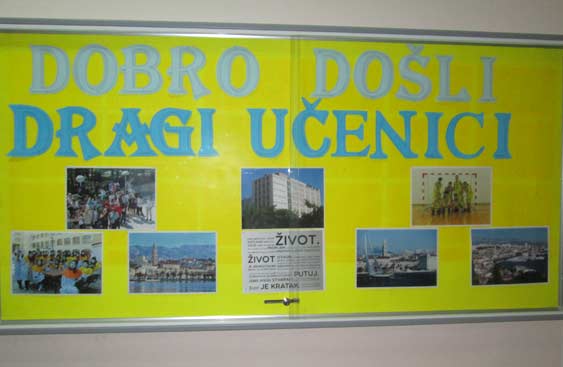 DOBRO DOŠLI
DRAGI UČENICI
ŽIVOT.
ŽIVOT
PUTUJ.
JE KRATAK